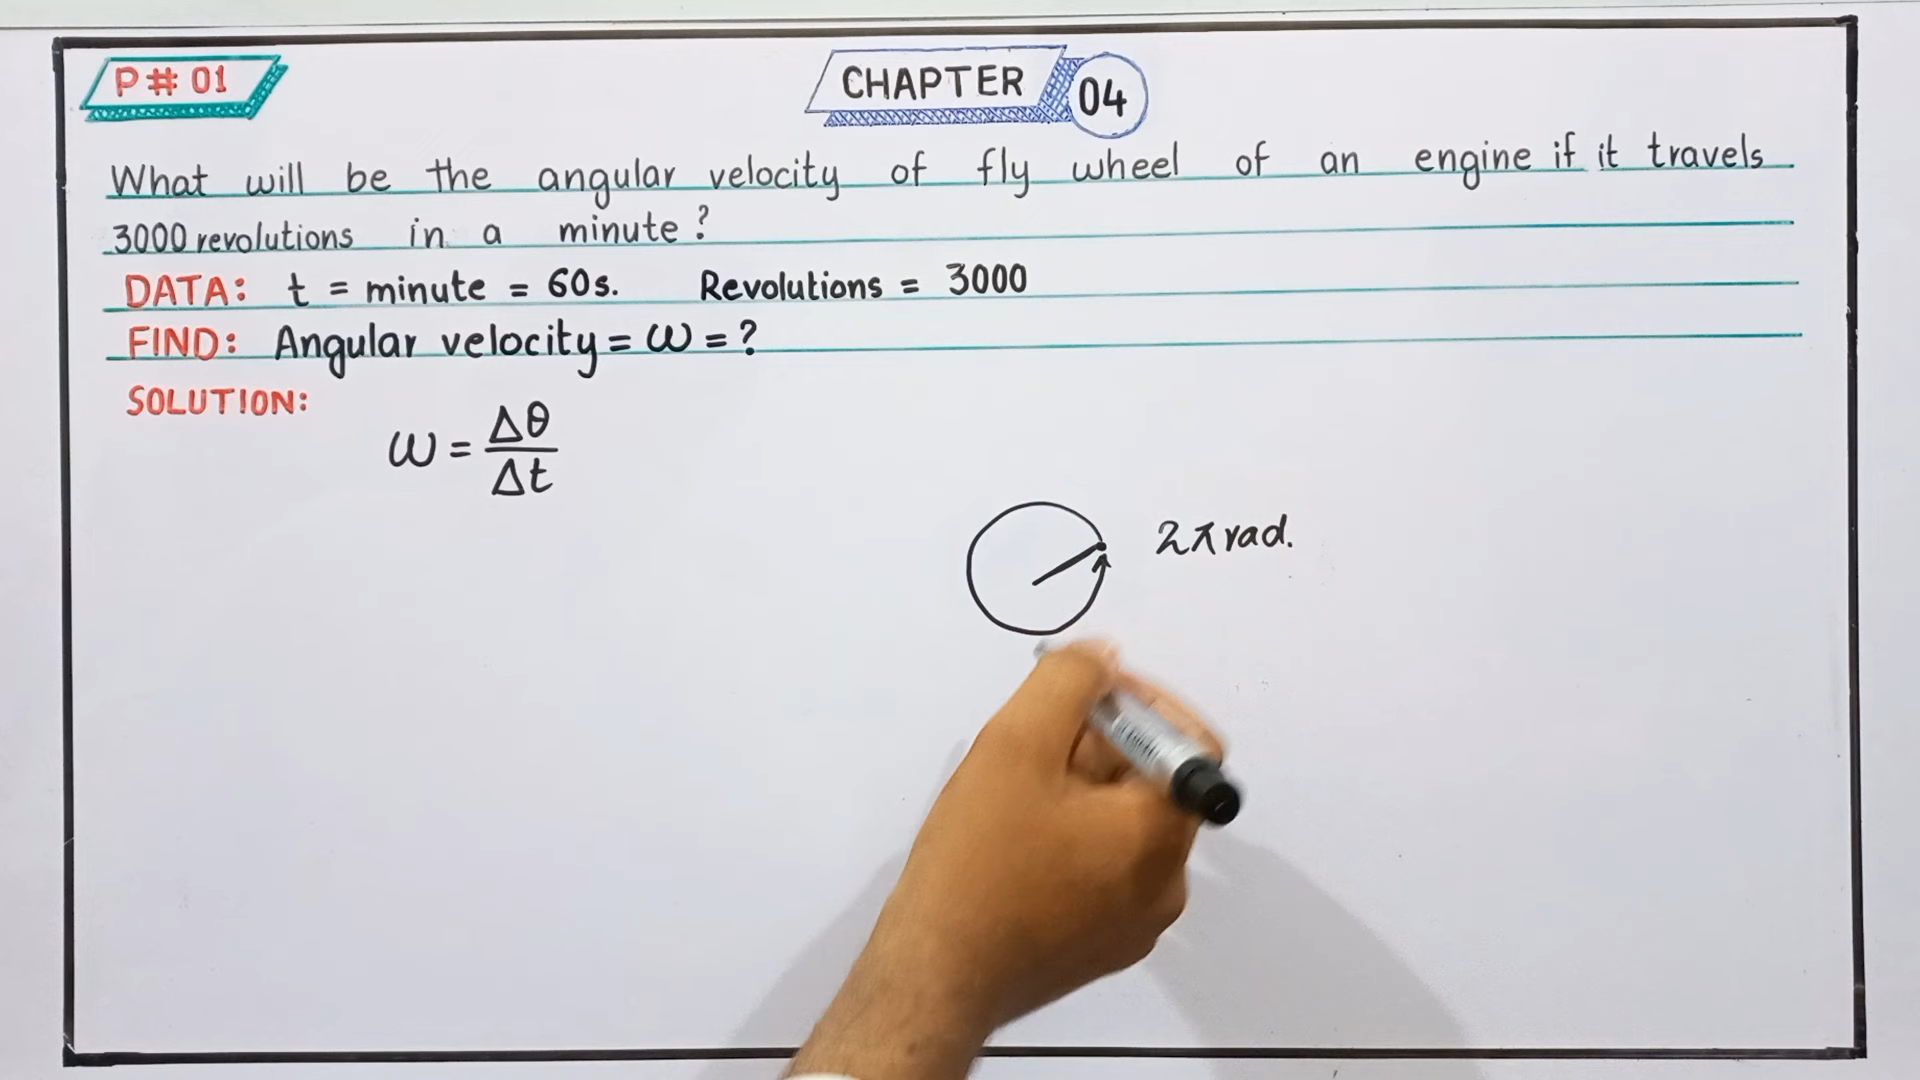 P# 01
CHAPTER 04
What will be the angular velocity of fly wheel of an engine if it travels
3000 revolutions in a minute?
DATA: t = minute = 60s. Revolutions = 3000
FIND: Angular velocity = ω = ?
SOLUTION:
ω = Δθ/Δt
2π rad.